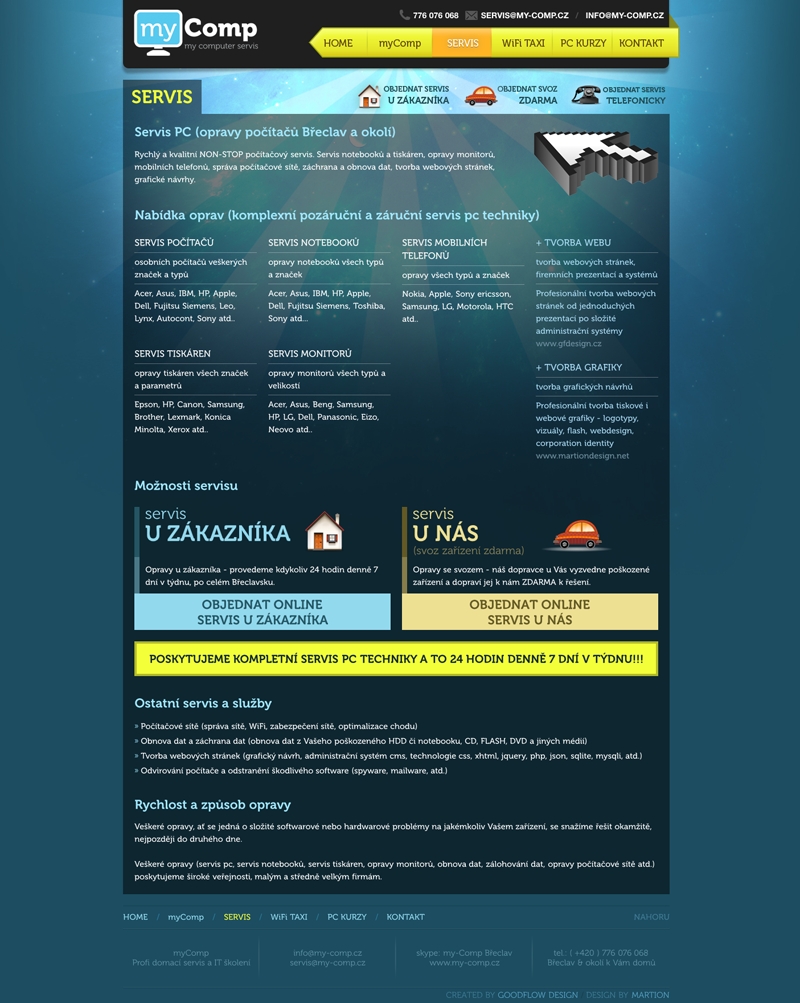 myComp
my computer servis
776 076 068 SERVIS@MY-COMP.CZ / INFO@MY-COMP.CZ
HOME myComp SERVIS WiFi TAXI PC KURZY KONTAKT
SERVIS
OBJEDNAT SERVIS
U ZÁKAZNÍKA
OBJEDNAT SVOZ
ZDARMA
OBJEDNAT SERVIS
TELEFONICKY
Servis PC (opravy počítačů Břeclav a okolí)
Rychlý a kvalitní NON-STOP počítačový servis. Servis notebooků a tiskáren, opravy monitorů,
mobilních telefonů, správa počítačové sítě, záchrana a obnova dat, tvorba webových stránek,
grafické návrhy.
Nabídka oprav (komplexní pozáruční a záruční servis pc techniky)
SERVIS POČÍTAČŮ
osobních počítačů veškerých
značek a typů
Acer, Asus, IBM, HP, Apple,
Dell, Fujitsu Siemens, Leo,
Lynx, Autocont, Sony atd..
SERVIS NOTEBOOKŮ
opravy notebooků všech typů
a značek
Acer, Asus, IBM, HP, Apple,
Dell, Fujitsu Siemens, Toshiba,
Sony atd...
SERVIS MOBILNÍCH
TELEFONŮ
opravy všech typů a značek
Nokia, Apple, Sony ericsson,
Samsung, LG, Motorola, HTC
atd..
+ TVORBA WEBU
tvorba webových stránek,
firemních prezentací a systémů
Profesionální tvorba webových
stránek od jednoduchých
prezentací po složité
administrační systémy
www.gfdesign.cz
SERVIS TISKÁREN
opravy tiskáren všech značek
a parametrů
Epson, HP, Canon, Samsung,
Brother, Lexmark, Konica
Minolta, Xerox atd..
SERVIS MONITORŮ
opravy monitorů všech typů a
velikostí
Acer, Asus, Benq, Samsung,
HP, LG, Dell, Panasonic, Eizo,
Neovo atd..
+ TVORBA GRAFIKY
tvorba grafických návrhů
Profesionální tvorba tiskové i
webové grafiky - logotypy,
vizuály, flash, webdesign,
corporation identity
www.martiondesign.net
Možnosti servisu
servis
U ZÁKAZNÍKA
Opravy u zákazníka - provedeme kdykoliv 24 hodin denně 7
dní v týdnu, po celém Břeclavsku.
OBJEDNAT ONLINE
SERVIS U ZÁKAZNÍKA
servis
U NÁS
(svoz zařízení zdarma)
Opravy se svozem - náš dopravce u Vás vyzvedne poškozené
zařízení a dopraví jej k nám ZDARMA k řešení.
OBJEDNAT ONLINE
SERVIS U NÁS
POSKYTUJEME KOMPLETNÍ SERVIS PC TECHNIKY A TO 24 HODIN DENNĚ 7 DNÍ V TÝDNU!!!
Ostatní servis a služby
» Počítačové sítě (správa sítě, WiFi, zabezpečení sítě, optimalizace chodu)
» Obnova dat a záchrana dat (obnova dat z Vašeho poškozeného HDD či notebooku, CD, FLASH, DVD a jiných médií)
» Tvorba webových stránek (grafický návrh, administrační systém cms, technologie css, xhtml, jquery, php, json, sqlite, mysqli, atd.)
» Odvirování počítače a odstranění škodlivého software (spyware, mailware, atd.)
Rychlost a způsob opravy
Veškeré opravy, ať se jedná o složité softwarové nebo hardwarové problémy na jakémkoliv Vašem zařízení, se snažíme řešit okamžitě,
nejpozději do druhého dne.
Veškeré opravy (servis pc, servis notebooků, servis tiskáren, opravy monitorů, obnova dat, zálohování dat, opravy počítačové sítě atd.)
poskytujeme široké veřejnosti, malým a středně velkým firmám.
HOME / myComp / SERVIS / WiFi TAXI / PC KURZY / KONTAKT NAHORU
myComp
Profi domací servis a IT školení
info@my-comp.cz
servis@my-comp.cz
skype: my-Comp Břeclav
www.my-comp.cz
tel.: ( +420 ) 776 076 068
Břeclav & okolí k Vám domů
CREATED BY GOODFLOW DESIGN DESIGN BY MARTION